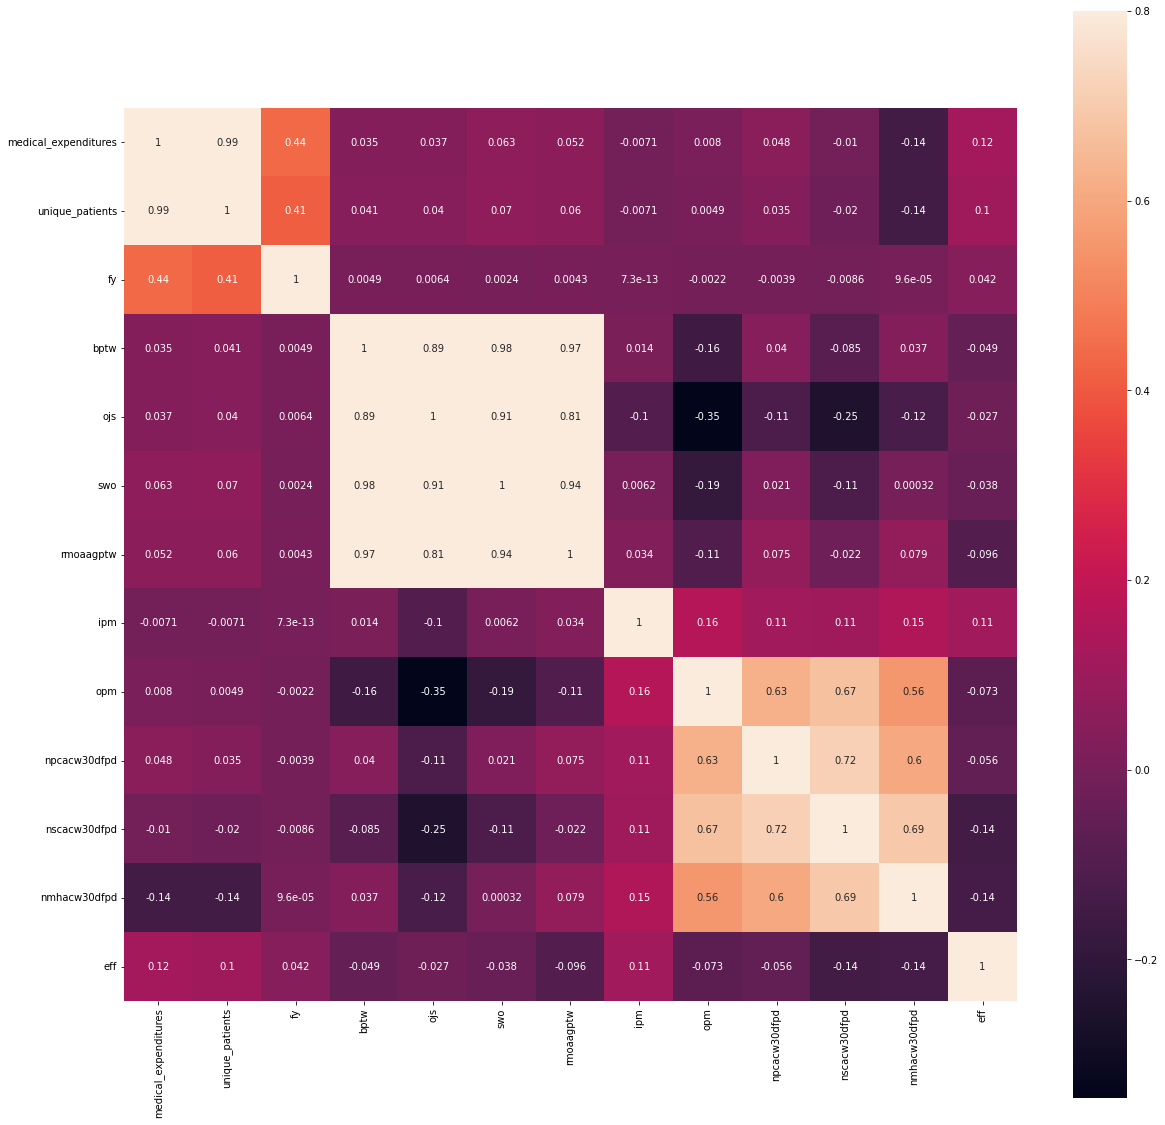 medical_expenditures 1 0.99 0.44 0.035 0.037 0.063 0.052 -0.0071 0.008 0.048 -0.01 -0.14 0.12
unique_patients 0.99 1 0.41 0.041 0.04 0.07 0.06 -0.0071 0.0049 0.035 -0.02 -0.14 0.1
fy 0.44 0.41 1 0.0049 0.0064 0.0024 0.0043 7.3e-13 -0.0022 -0.0039 -0.0086 9.6e-05 0.042
bptw 0.035 0.041 0.0049 1 0.89 0.98 0.97 0.014 -0.16 0.04 -0.085 0.037 -0.049
ojs 0.037 0.04 0.0064 0.89 1 0.91 0.81 -0.1 -0.35 -0.11 -0.25 -0.12 -0.027
swo 0.063 0.07 0.0024 0.98 0.91 1 0.94 0.0062 -0.19 0.021 -0.11 0.00032 -0.038
rmoaagptw 0.052 0.06 0.0043 0.97 0.81 0.94 1 0.034 -0.11 0.075 -0.022 0.079 -0.096
ipm -0.0071 -0.0071 7.3e-13 0.014 -0.1 0.0062 0.034 1 0.16 0.11 0.11 0.15 0.11
opm 0.008 0.0049 -0.0022 -0.16 -0.35 -0.19 -0.11 0.16 1 0.63 0.67 0.56 -0.073
npcacw30dfpd 0.048 0.035 -0.0039 0.04 -0.11 0.021 0.075 0.11 0.63 1 0.72 0.6 -0.056
nscacw30dfpd -0.01 -0.02 -0.0086 -0.085 -0.25 -0.11 -0.022 0.11 0.67 0.72 1 0.69 -0.14
nmhacw30dfpd -0.14 -0.14 9.6e-05 0.037 -0.12 0.00032 0.079 0.15 0.56 0.6 0.69 1 -0.14
eff 0.12 0.1 0.042 -0.049 -0.027 -0.038 -0.096 0.11 -0.073 -0.056 -0.14 -0.14 1
medical_expenditures
unique_patients
fy
bptw
ojs
swo
rmoaagptw
ipm
opm
npcacw30dfpd
nscacw30dfpd
nmhacw30dfpd
eff
0.8
0.6
0.4
0.2
0.0
−0.2